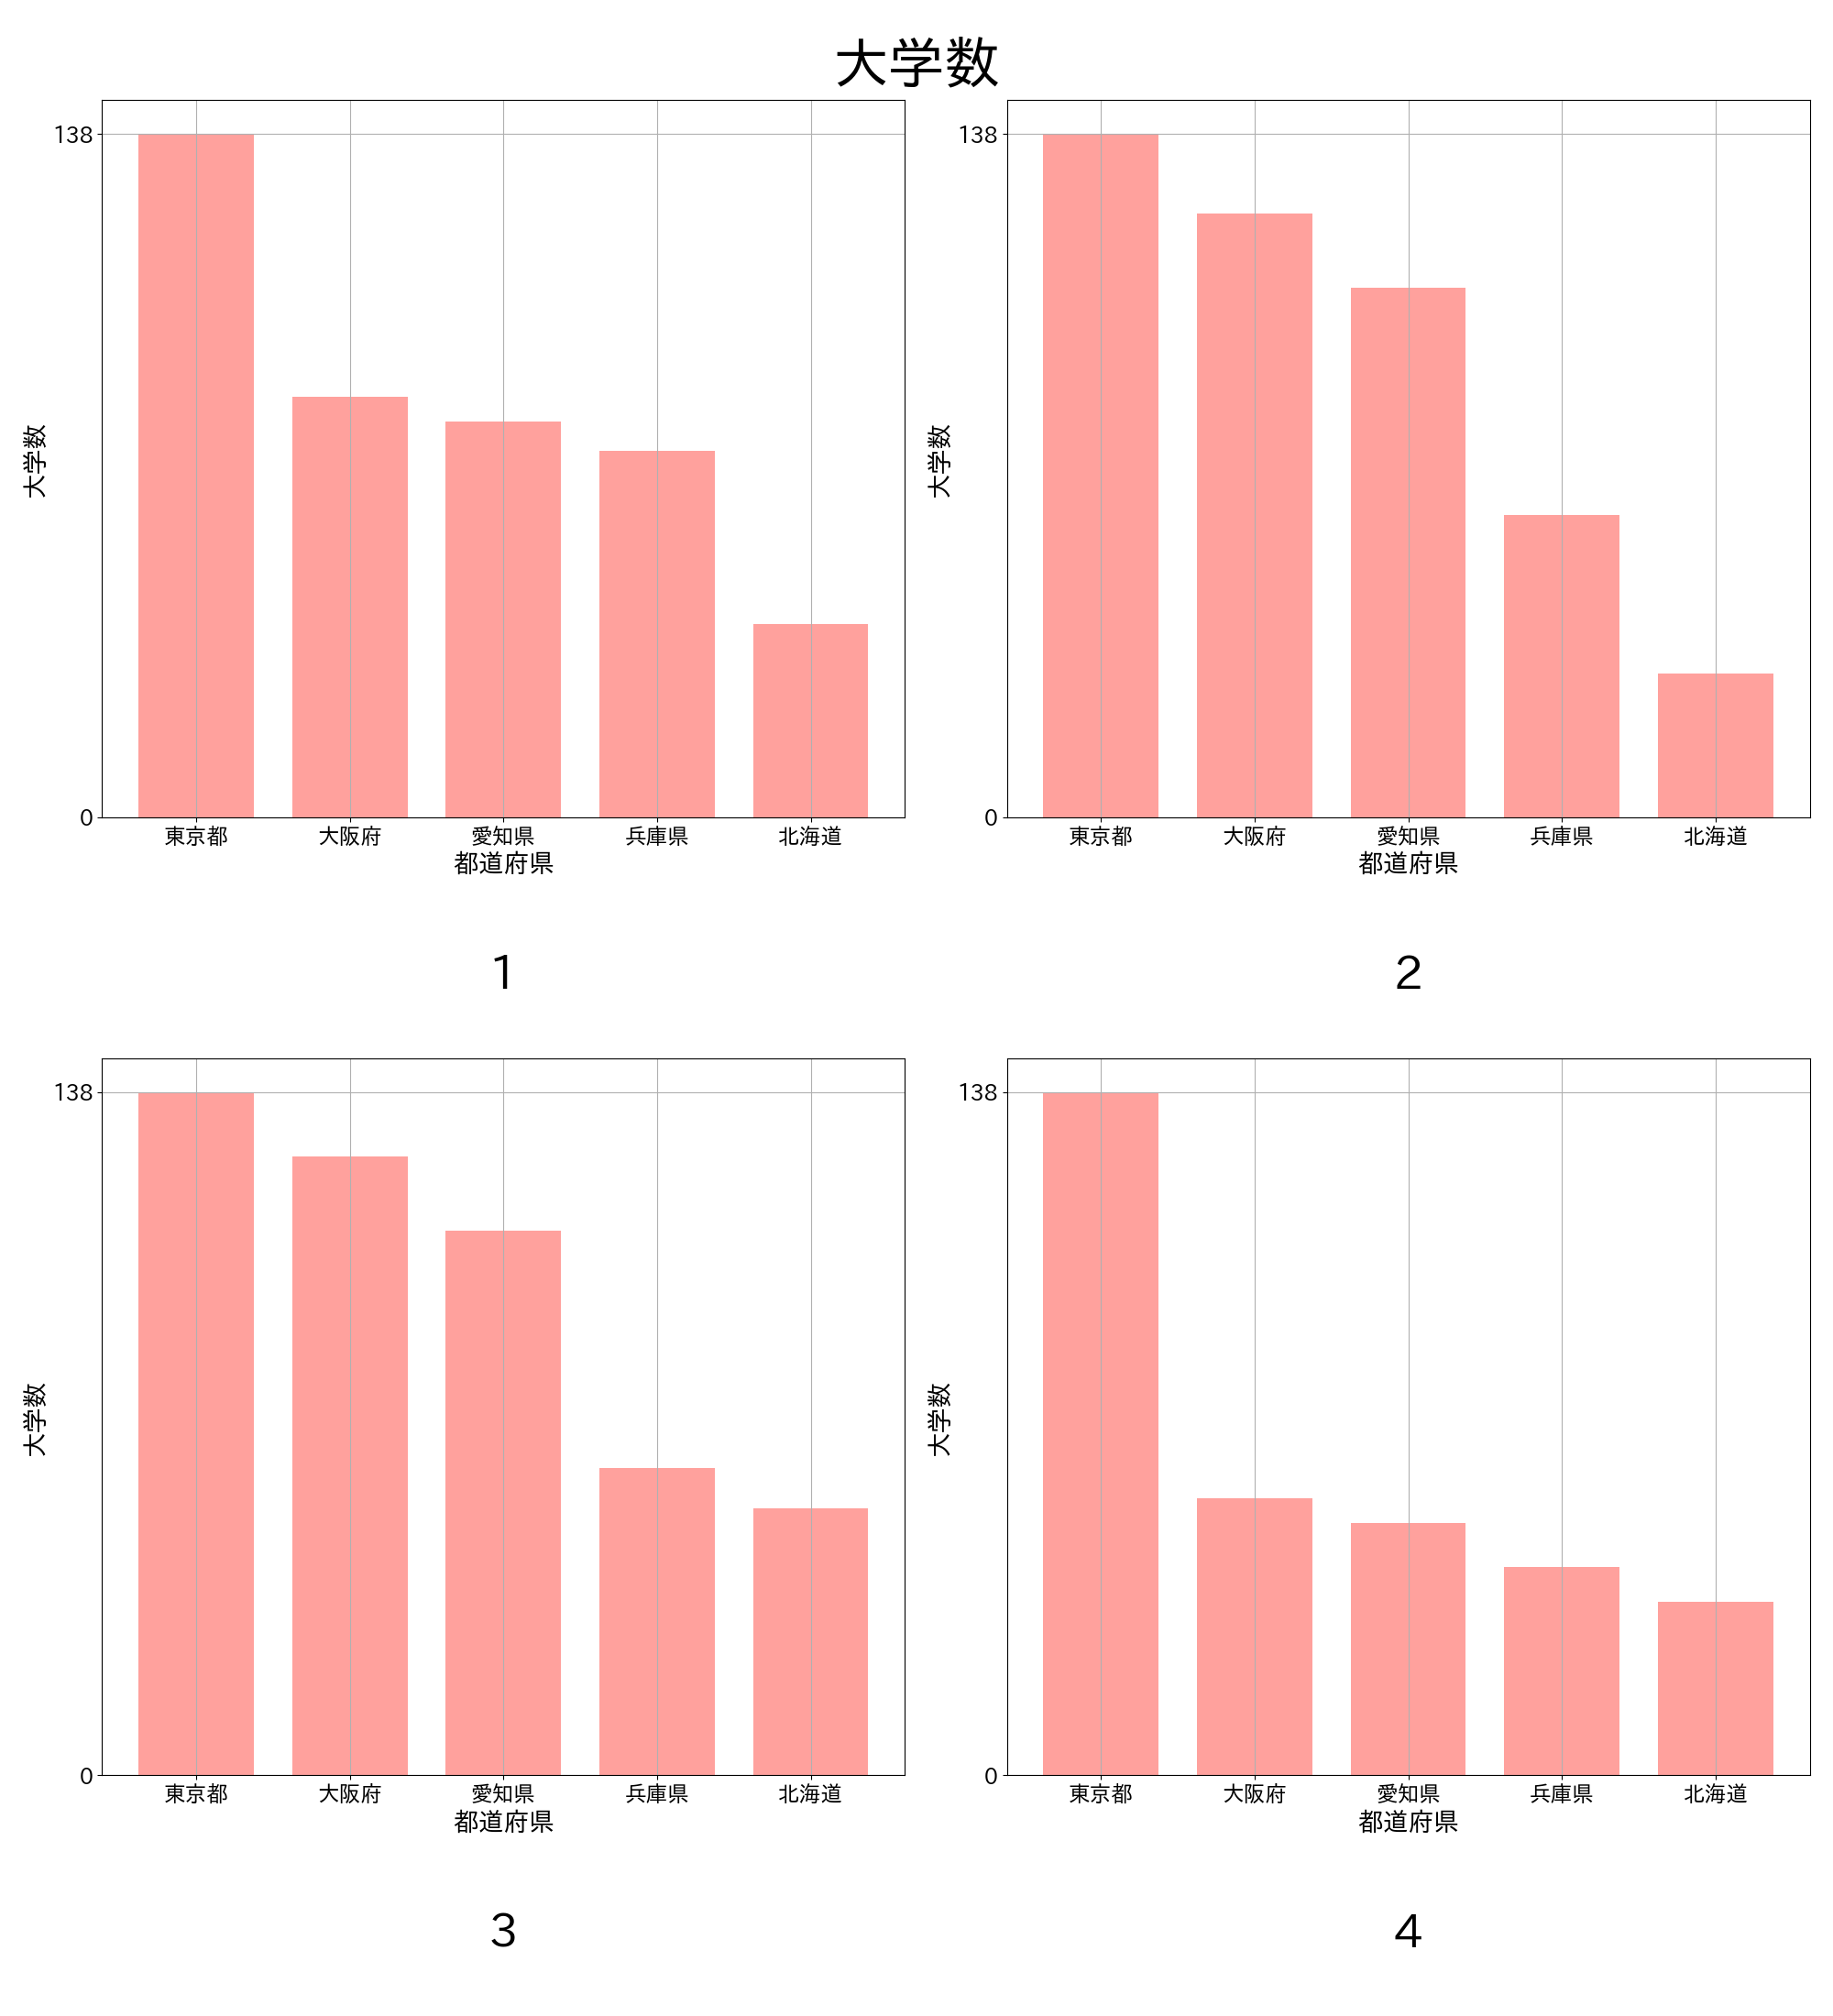 大学数
138
0
大学数
東京都 大阪府 愛知県 兵庫県 北海道
都道府県
1
138
0
大学数
東京都 大阪府 愛知県 兵庫県 北海道
都道府県
2
138
0
大学数
東京都 大阪府 愛知県 兵庫県 北海道
都道府県
3
138
0
大学数
東京都 大阪府 愛知県 兵庫県 北海道
都道府県
4